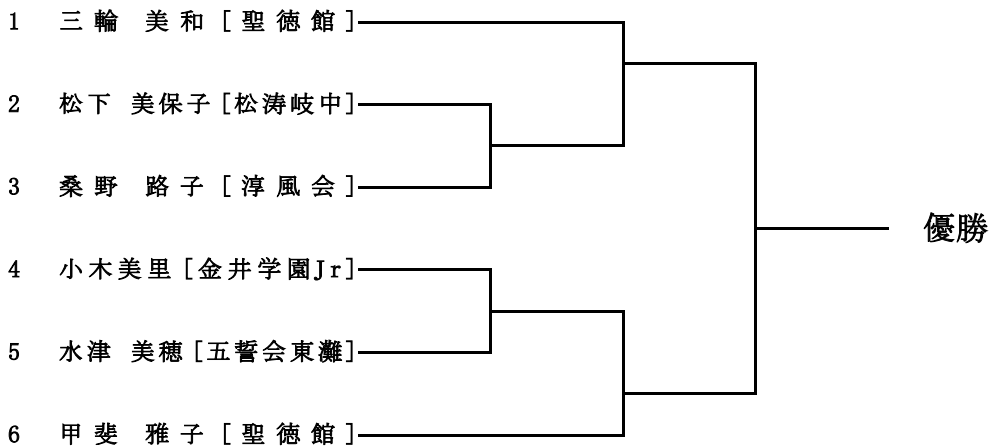 1 三輪 美和［聖徳館］
2 松下 美保子［松涛岐中］
3 桑野 路子［淳風会］
優勝
4 小木美里［金井学園Jr］
5 水津 美穂［五誓会東灘］
6 甲斐 雅子［聖徳館］